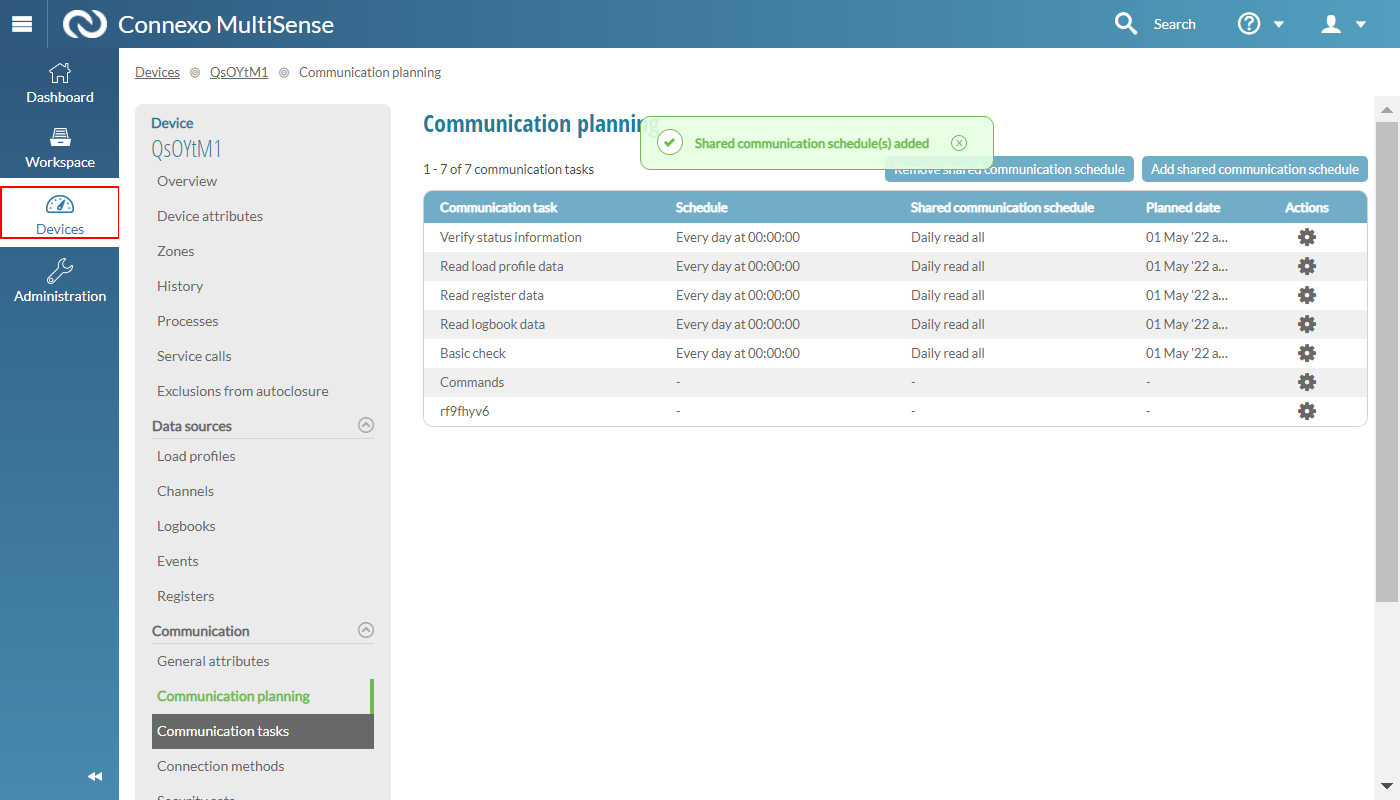 Connexo MultiSense
Search
Dashboard
Workspace
Devices
Administration
Devices QsOYtM1 Communication planning
Device
QsOYtM1
Overview
Device attributes
Zones
History
Processes
Service calls
Exclusions from autoclosure
Data sources
Load profiles
Channels
Logbooks
Events
Registers
Communication
General attributes
Communication planning
Communication tasks
Connection methods
Security sets
Communication planning
Shared communication schedule(s) added
1 - 7 of 7 communication tasks
Remove shared communication schedule
Add shared communication schedule
Communication task Schedule Shared communication schedule Planned date Actions
Verify status information Every day at 00:00:00 Daily read all 01 May '22 a...
Read load profile data Every day at 00:00:00 Daily read all 01 May '22 a...
Read register data Every day at 00:00:00 Daily read all 01 May '22 a...
Read logbook data Every day at 00:00:00 Daily read all 01 May '22 a...
Basic check Every day at 00:00:00 Daily read all 01 May '22 a...
Commands - - -
rf9fhyv6 - - -